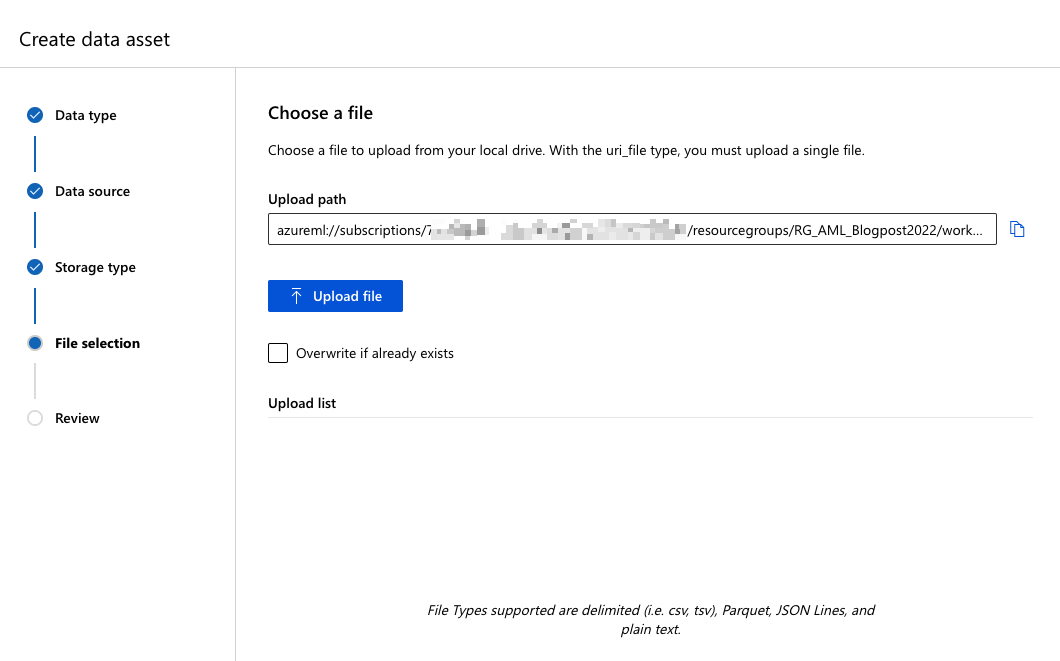 Create data asset
Data type
Data source
Storage type
File selection
Review
Choose a file
Choose a file to upload from your local drive. With the uri_file type, you must upload a single file.
Upload path
azureml://subscriptions/7 /resourcegroups/RG_AML_Blogpost2022/work...
Upload file
Overwrite if already exists
Upload list
File Types supported are delimited (i.e. csv, tsv), Parquet, JSON Lines, and
plain text.